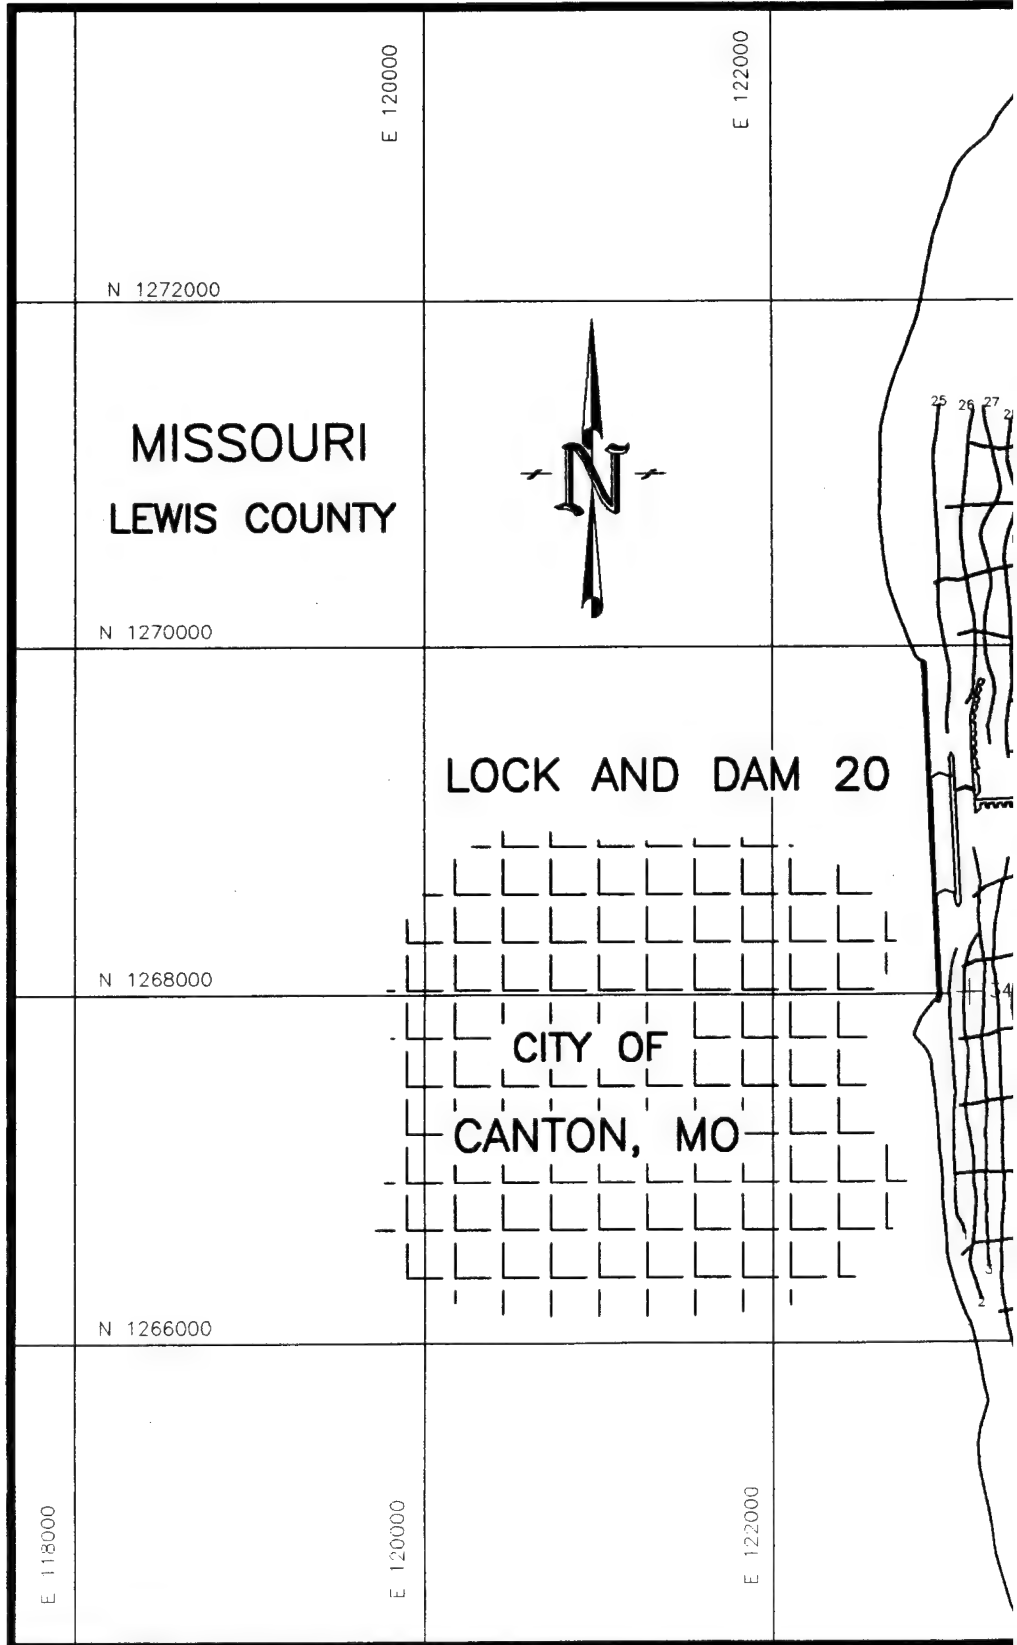 E 120000
E 122000
N 1272000
25 26 27
MISSOURI
LEWIS COUNTY
N
N 1270000
LOCK AND DAM 20
N 1268000
34
CITY OF
CANTON, MO
3
2
N 1266000
E 118000
E 120000
E 122000